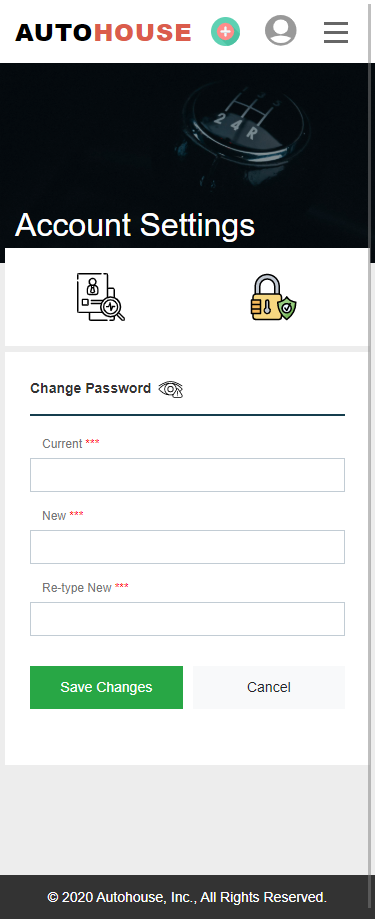 AUTOHOUSE
2 4 R
Account Settings
Change Password
Current ***
New ***
Re-type New ***
Save Changes
Cancel
© 2020 Autohouse, Inc., All Rights Reserved.